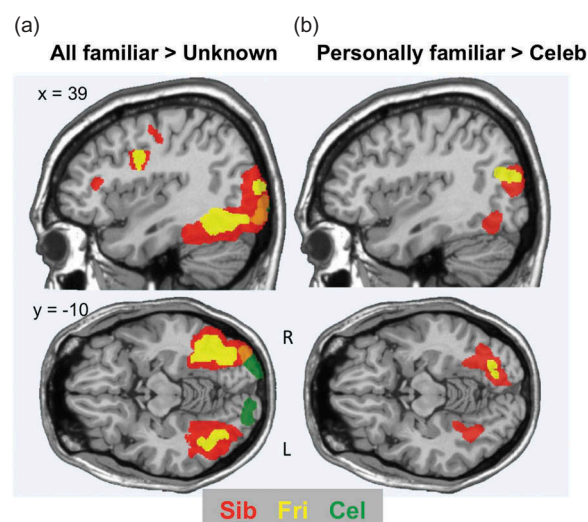 (a)
All familiar > Unknown
x = 39
y = -10
(b)
Personally familiar > Celeb
R
L
Sib Fri Cel